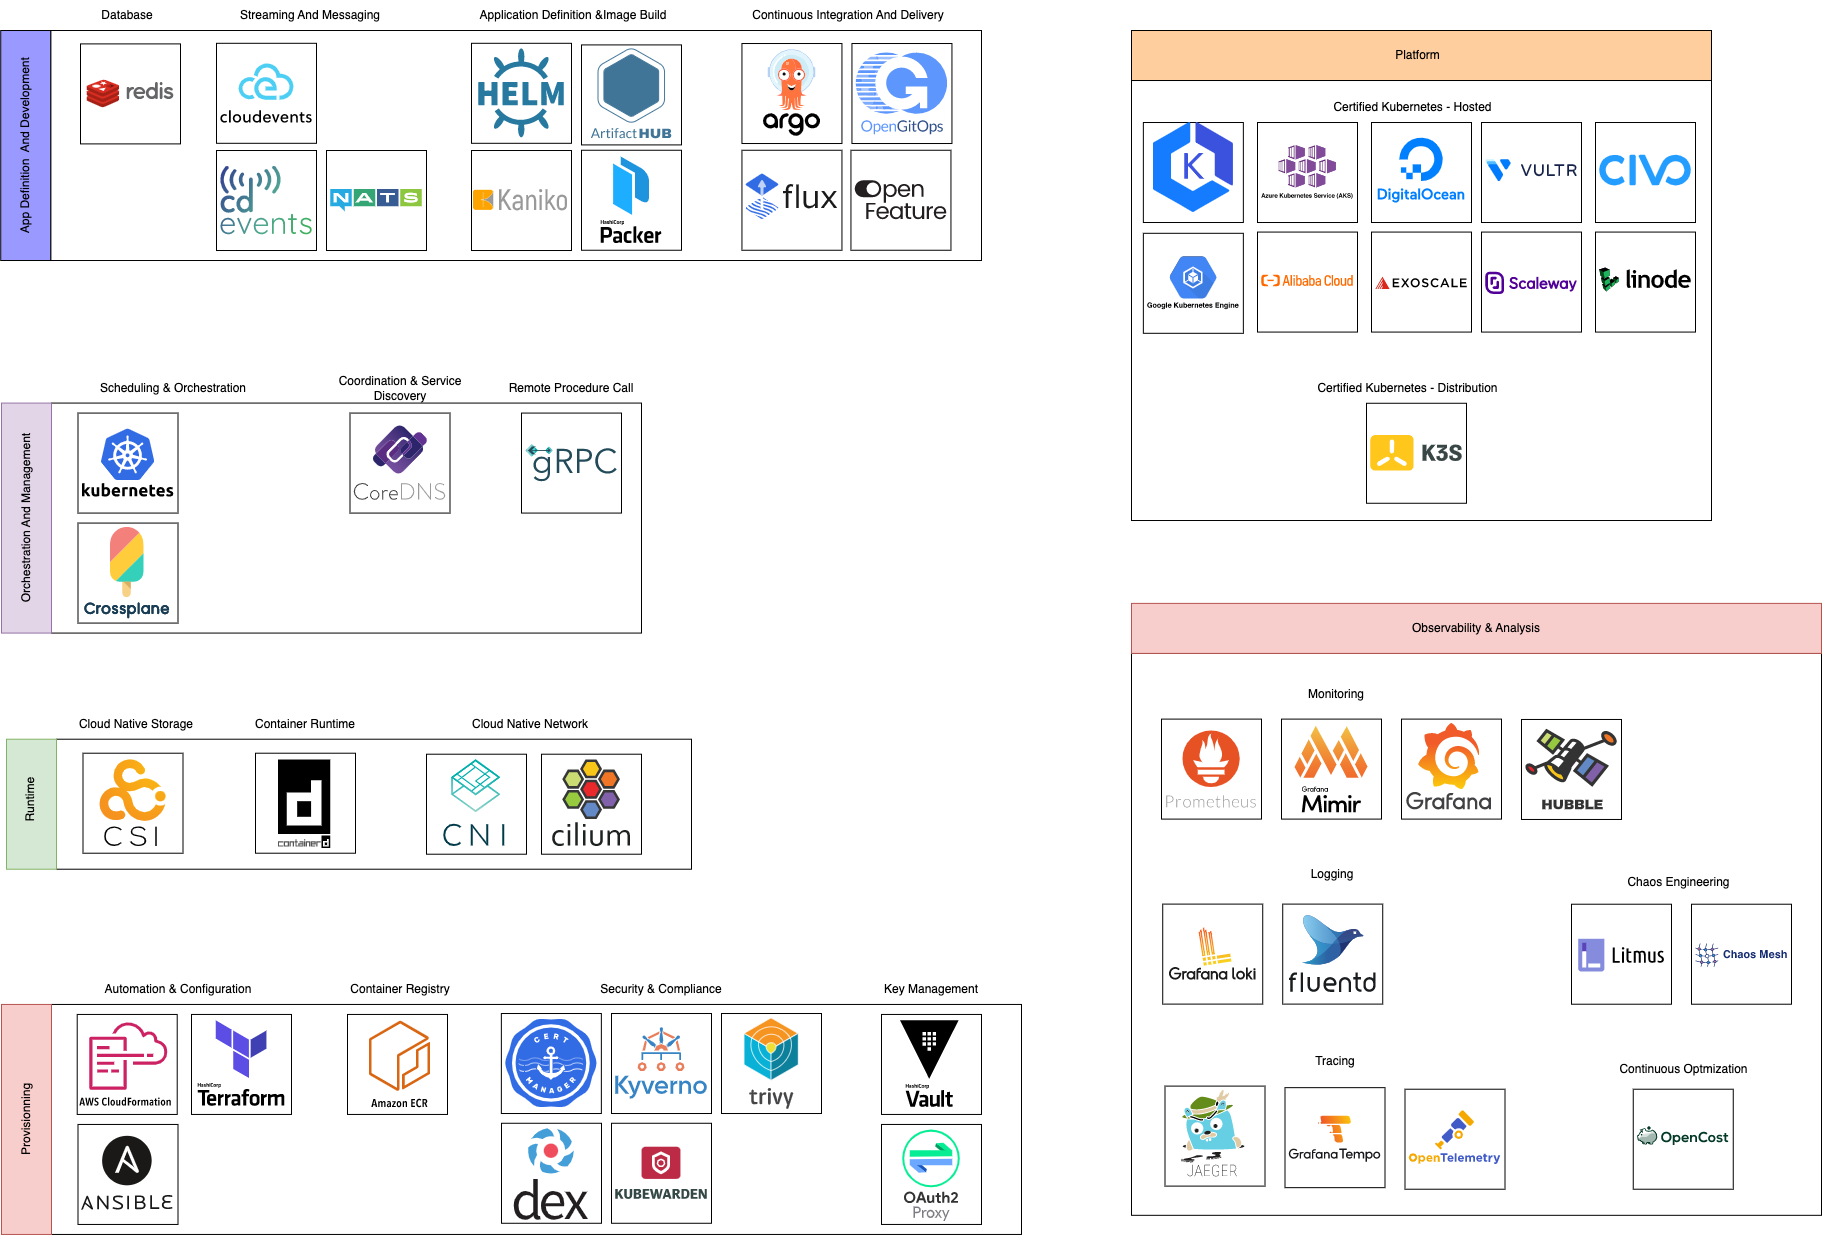 Database
Streaming And Messaging
Application Definition &Image Build
Continuous Integration And Delivery
App Definition  And Development
redis
cloudevents
HELM
Artifact HUB
argo
G
OpenGitOps
cd
events
NATS
Kaniko
HashiCorp
Packer
flux
Open
Feature
Scheduling & Orchestration
Coordination & Service
Discovery
Remote Procedure Call
Orchestration And Management
kubernetes
CoreDNS
gRPC
Crossplane
Cloud Native Storage
Container Runtime
Cloud Native Network
Runtime
CSI
d
containerd
CNI
cilium
Automation & Configuration
Container Registry
Security & Compliance
Key Management
Provisionning
AWS CloudFormation
HashiCorp
Terraform
Amazon ECR
CERT
MANAGER
Kyverno
trivy
HashiCorp
Vault
A
ANSIBLE
dex
KUBEWARDEN
OAuth2
Proxy
Platform
Certified Kubernetes - Hosted
K
Azure Kubernetes Service (AKS)
DigitalOcean
VULTR
CIVO
Google Kubernetes Engine
Alibaba Cloud
EXOSCALE
Scaleway
linode
Certified Kubernetes - Distribution
K3S
Observability & Analysis
Monitoring
Prometheus
Grafana
Mimir
Grafana
HUBBLE
Logging
Grafana loki
fluentd
Chaos Engineering
Litmus
Chaos Mesh
Tracing
JAEGER
Grafana Tempo
OpenTelemetry
Continuous Optmization
OpenCost